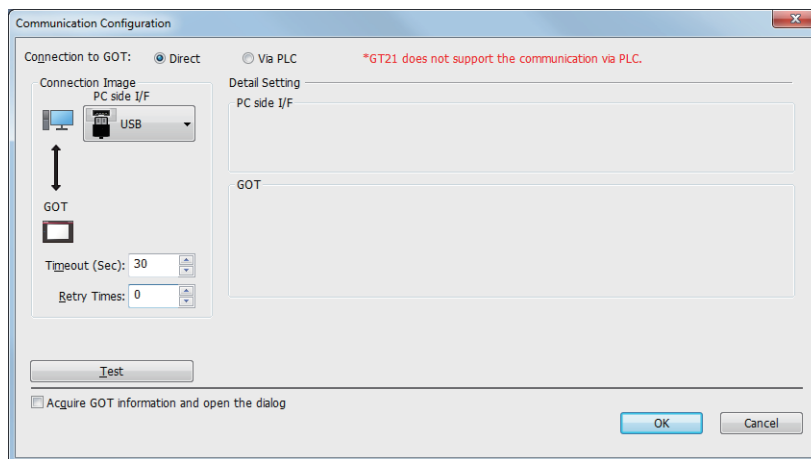 Communication Configuration
Connection to GOT: Direct Via PLC *GT21 does not support the communication via PLC.
Connection Image
PC side I/F
USB
GOT
Timeout (Sec): 30
Retry Times: 0
Detail Setting
PC side I/F
GOT
Test
Acquire GOT information and open the dialog
OK Cancel